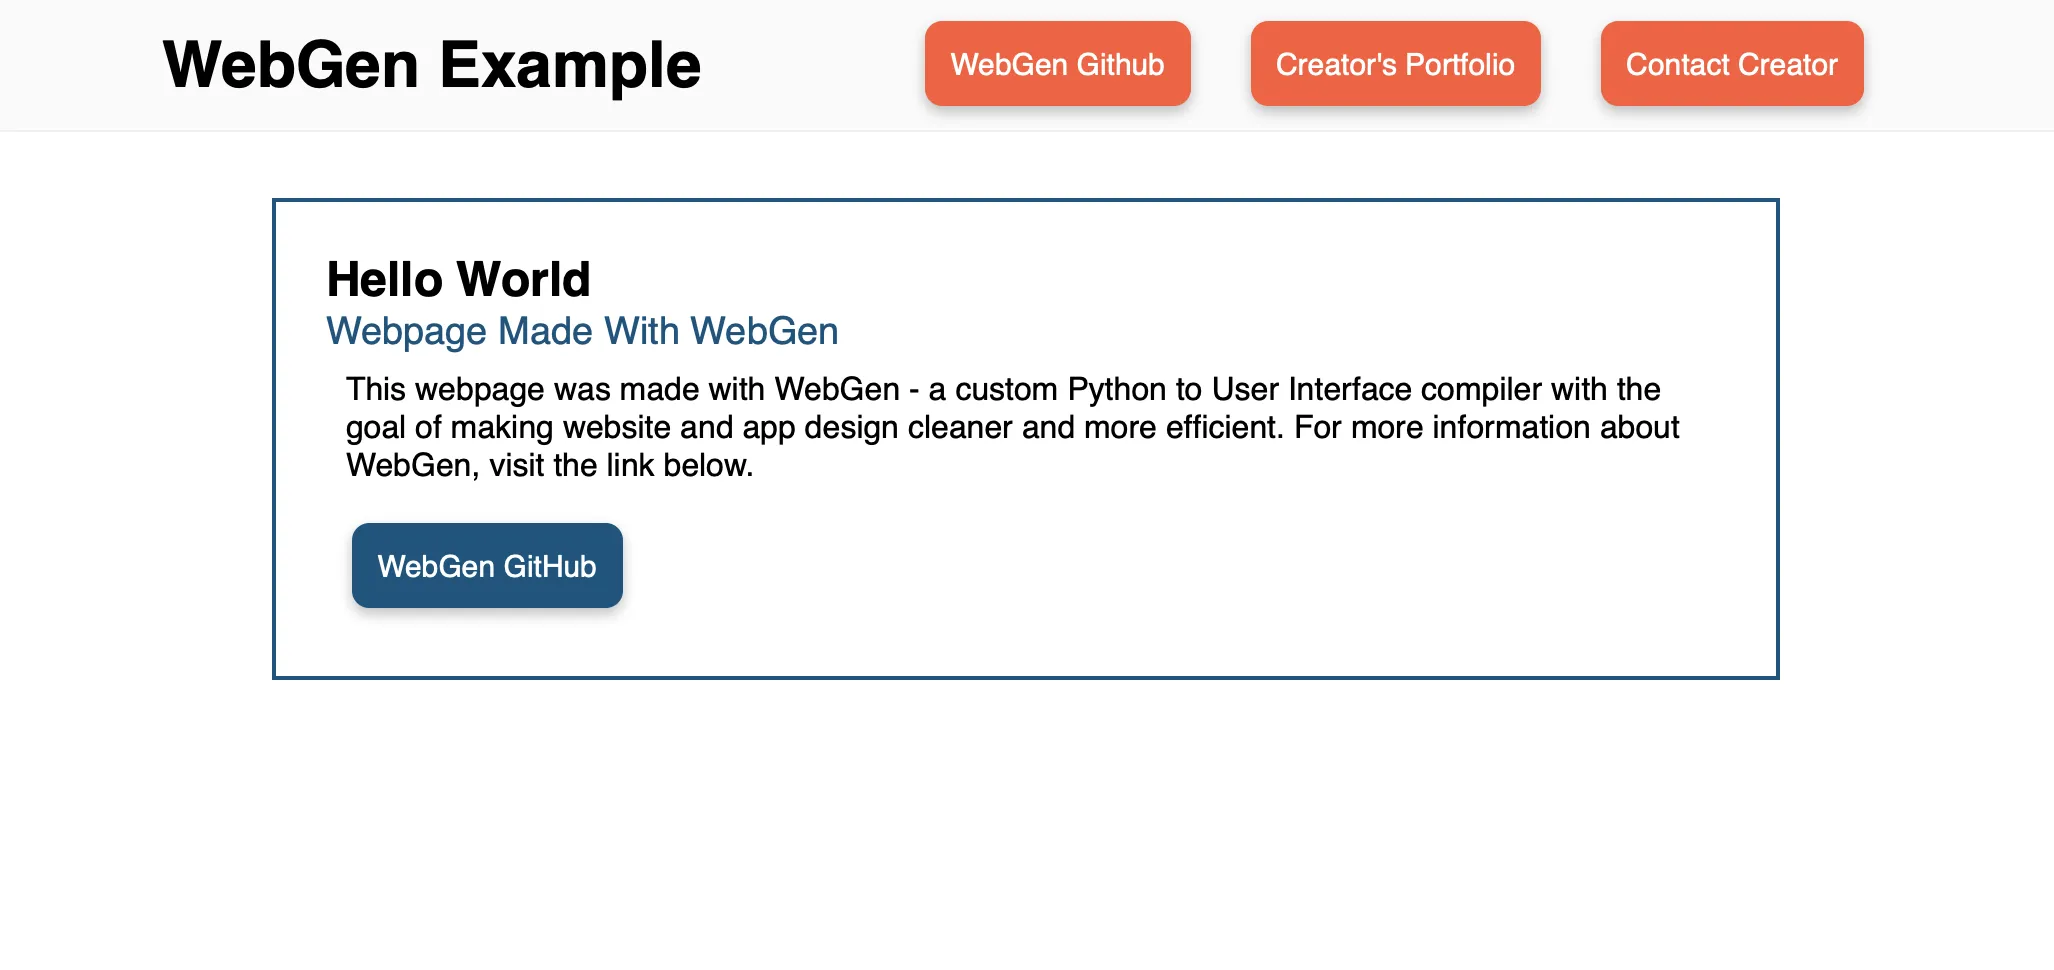 WebGen Example
WebGen Github
Creator's Portfolio
Contact Creator
Hello World
Webpage Made With WebGen
This webpage was made with WebGen - a custom Python to User Interface compiler with the
goal of making website and app design cleaner and more efficient. For more information about
WebGen, visit the link below.
WebGen GitHub